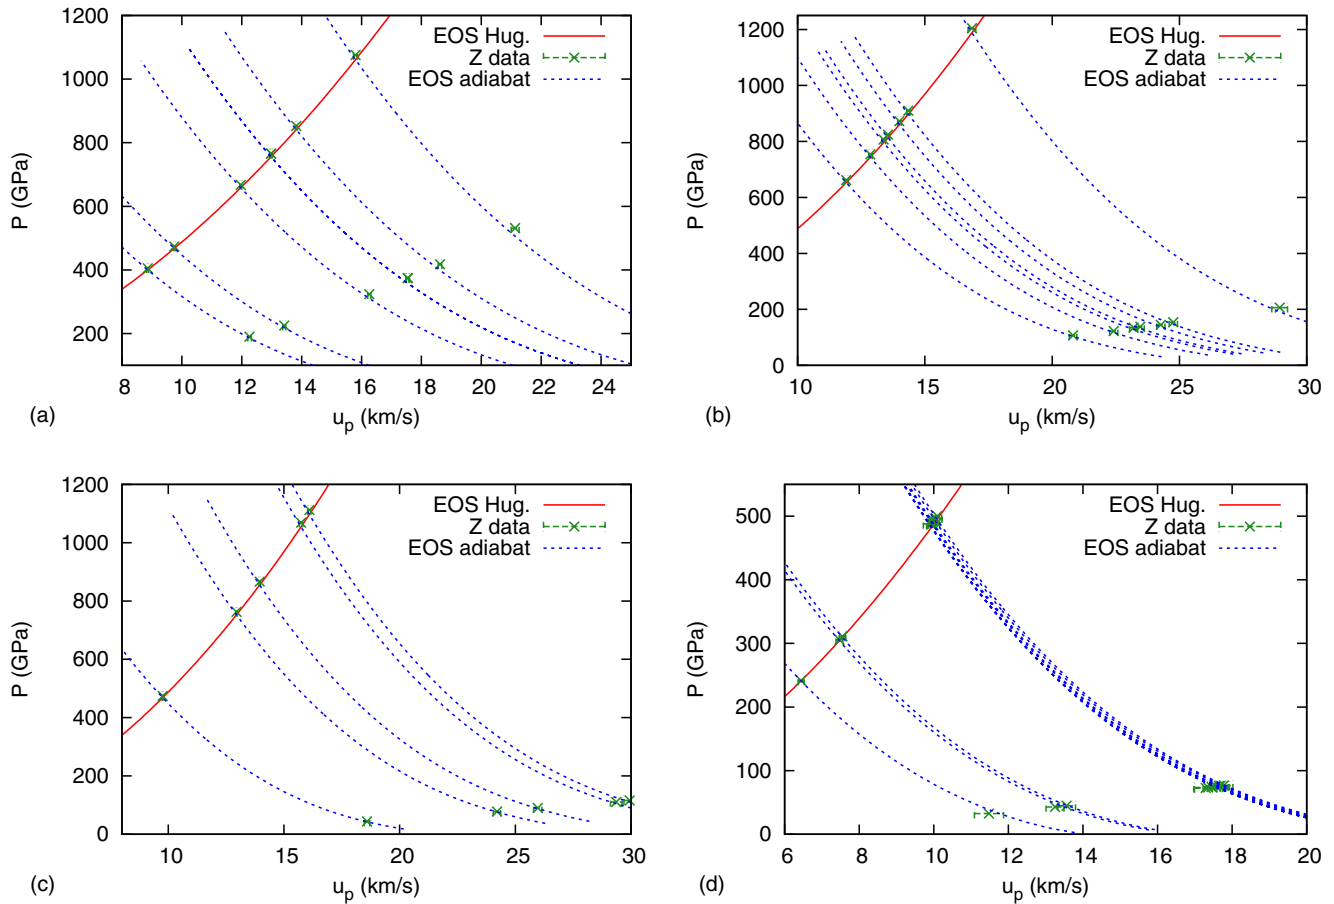 1200
1000
800
600
400
200
P (GPa)
EOS Hug.
Z data
EOS adiabat
8 10 12 14 16 18 20 22 24
(a)
u_p (km/s)
1200
1000
800
600
400
200
0
P (GPa)
EOS Hug.
Z data
EOS adiabat
10 15 20 25 30
(b)
u_p (km/s)
1200
1000
800
600
400
200
0
P (GPa)
EOS Hug.
Z data
EOS adiabat
10 15 20 25 30
(c)
u_p (km/s)
500
400
300
200
100
0
P (GPa)
EOS Hug.
Z data
EOS adiabat
6 8 10 12 14 16 18 20
(d)
u_p (km/s)